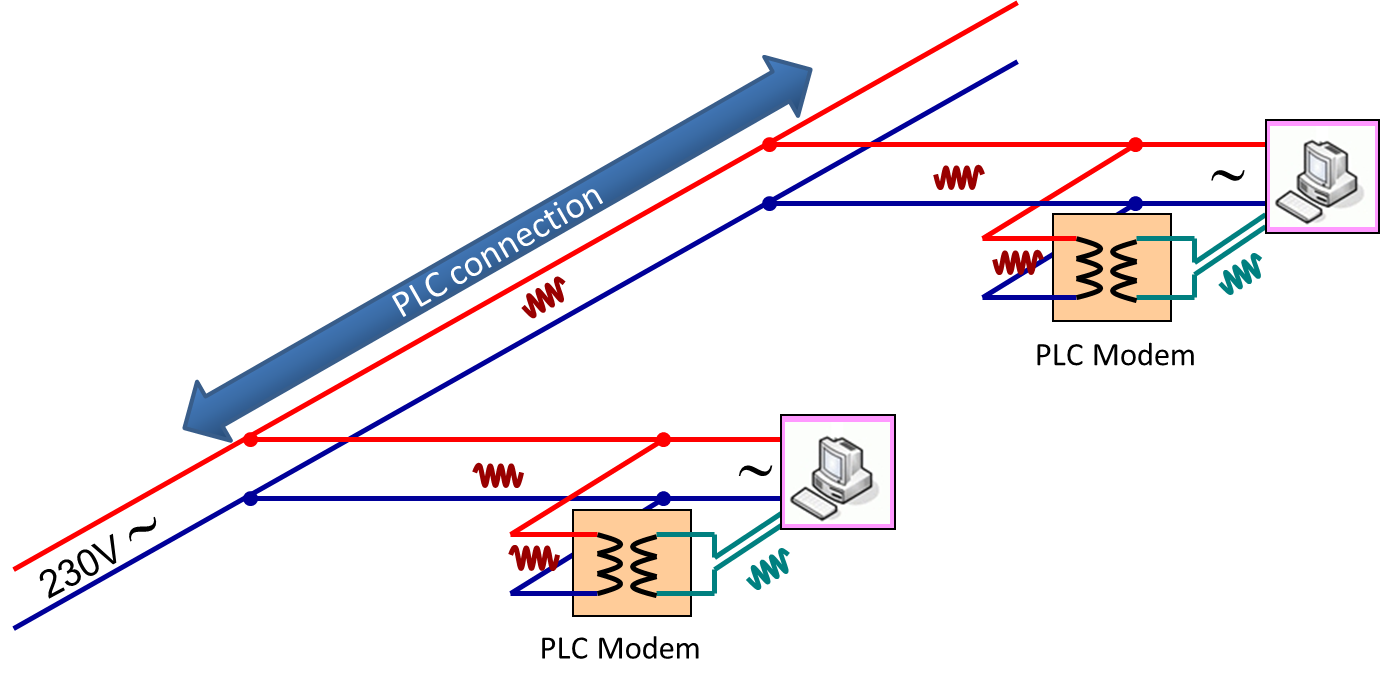 PLC connection
PLC Modem
230V ~
PLC Modem